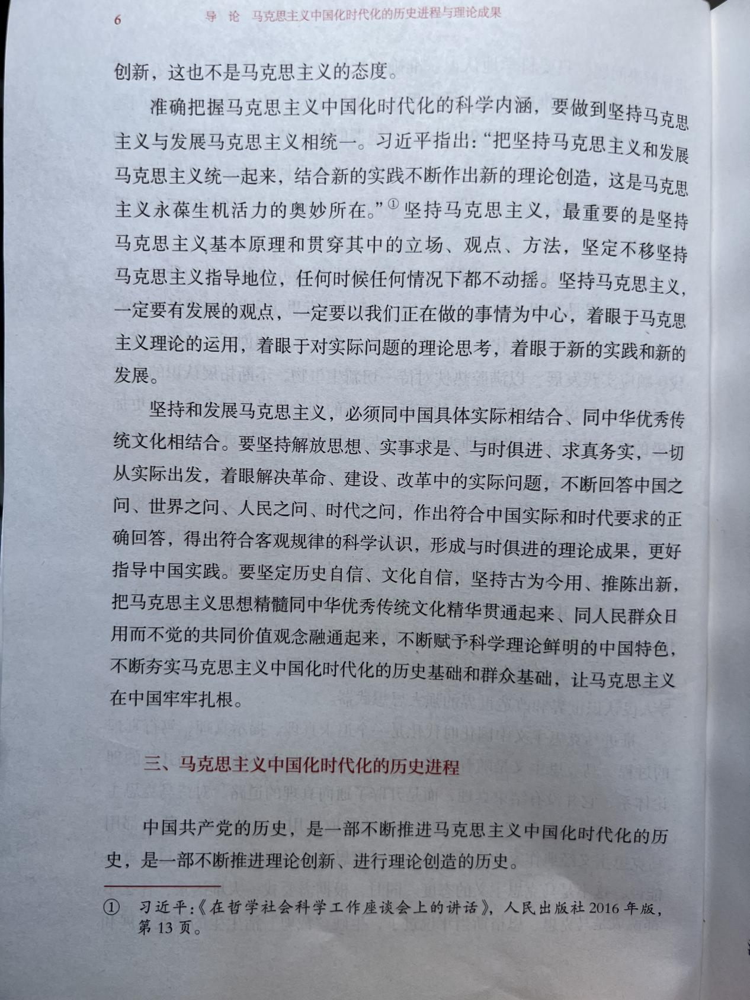 6 导 论 马克思主义中国化时代化的历史进程与理论成果
创新，这也不是马克思主义的态度。
准确把握马克思主义中国化时代化的科学内涵，要做到坚持马克思
主义与发展马克思主义相统一。习近平指出：“把坚持马克思主义和发展
马克思主义统一起来，结合新的实践不断作出新的理论创造，这是马克思
主义永葆生机活力的奥妙所在。”① 坚持马克思主义，最重要的是坚持
马克思主义基本原理和贯穿其中的立场、观点、方法，坚定不移坚持
马克思主义指导地位，任何时候任何情况下都不动摇。坚持马克思主义，
一定要有发展的观点，一定要以我们正在做的事情为中心，着眼于马克思
主义理论的运用，着眼于对实际问题的理论思考，着眼于新的实践和新的
发展。
坚持和发展马克思主义，必须同中国具体实际相结合、同中华优秀传
统文化相结合。要坚持解放思想、实事求是、与时俱进、求真务实，一切
从实际出发，着眼解决革命、建设、改革中的实际问题，不断回答中国之
问、世界之问、人民之问、时代之问，作出符合中国实际和时代要求的正
确回答，得出符合客观规律的科学认识，形成与时俱进的理论成果，更好
指导中国实践。要坚定历史自信、文化自信，坚持古为今用、推陈出新，
把马克思主义思想精髓同中华优秀传统文化精华贯通起来、同人民群众日
用而不觉的共同价值观念融通起来，不断赋予科学理论鲜明的中国特色，
不断夯实马克思主义中国化时代化的历史基础和群众基础，让马克思主义
在中国牢牢扎根。
三、马克思主义中国化时代化的历史进程
中国共产党的历史，是一部不断推进马克思主义中国化时代化的历
史，是一部不断推进理论创新、进行理论创造的历史。
① 习近平：《在哲学社会科学工作座谈会上的讲话》，人民出版社 2016 年版，
第 13 页。